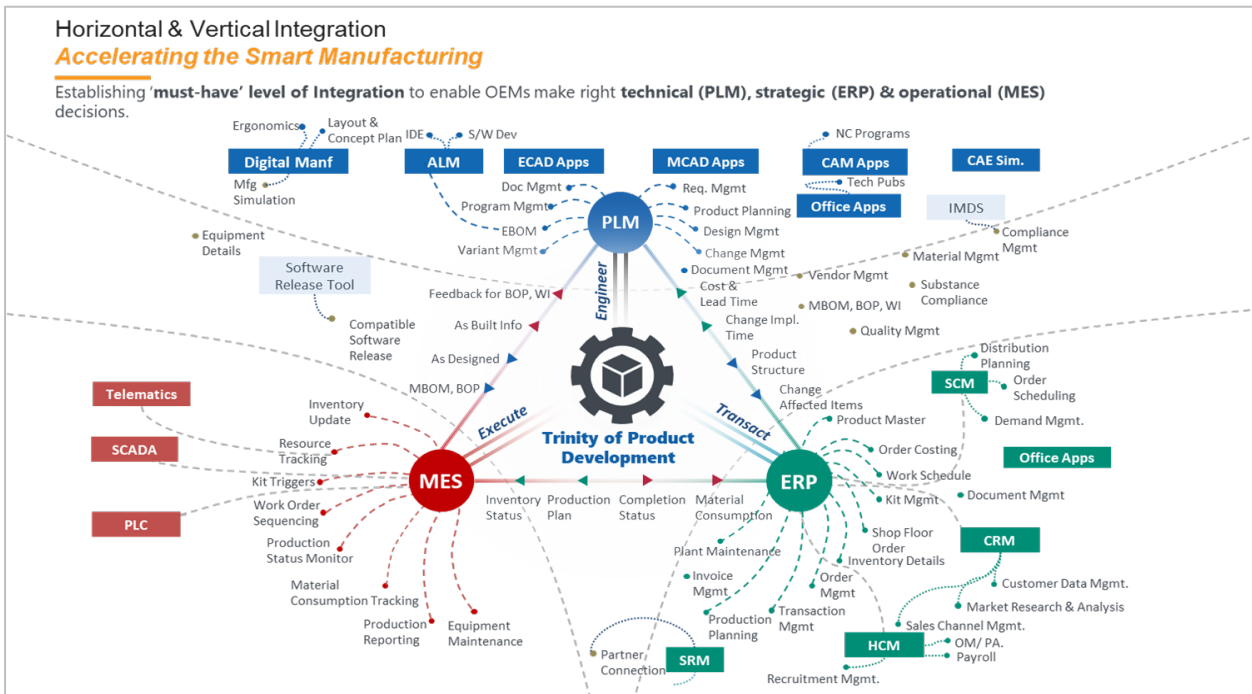 Horizontal & Vertical Integration
Accelerating the Smart Manufacturing
Establishing 'must-have' level of Integration to enable OEMs make right technical (PLM), strategic (ERP) & operational (MES)
decisions.
Ergonomics
Layout &
Concept Plan
Digital Manf
Mfg
Simulation
Equipment
Details
IDE
S/W Dev
ALM
ECAD Apps
MCAD Apps
NC Programs
CAM Apps
CAE Sim.
Tech Pubs
Office Apps
IMDS
Compliance
Mgmt
Doc Mgmt
Program Mgmt
EBOM
Variant Mgmt
PLM
Req. Mgmt
Product Planning
Design Mgmt
Change Mgmt
Document Mgmt
Material Mgmt
Vendor Mgmt
Substance
Compliance
MBOM, BOP, WI
Quality Mgmt
Software
Release Tool
Compatible
Software
Release
Feedback for BOP, WI
As Built Info
As Designed
MBOM, BOP
Engineer
Cost &
Lead Time
Change Impl.
Time
Product
Structure
Change
Affected Items
Execute
Transact
Trinity of Product
Development
Telematics
SCADA
PLC
Inventory
Update
Resource
Tracking
Kit Triggers
Work Order
Sequencing
Production
Status Monitor
Material
Consumption Tracking
Production
Reporting
Equipment
Maintenance
MES
Inventory
Status
Production
Plan
Completion
Status
Material
Consumption
ERP
Product Master
Order Costing
Work Schedule
Kit Mgmt
Shop Floor
Order
Inventory Details
Order
Mgmt
Transaction
Mgmt
Production
Planning
Invoice
Mgmt
Plant Maintenance
Distribution
Planning
SCM
Order
Scheduling
Demand Mgmt.
Office Apps
Document Mgmt
CRM
Customer Data Mgmt.
Market Research & Analysis
Sales Channel Mgmt.
HCM
OM/ PA.
Payroll
Recruitment Mgmt.
Partner
Connection
SRM